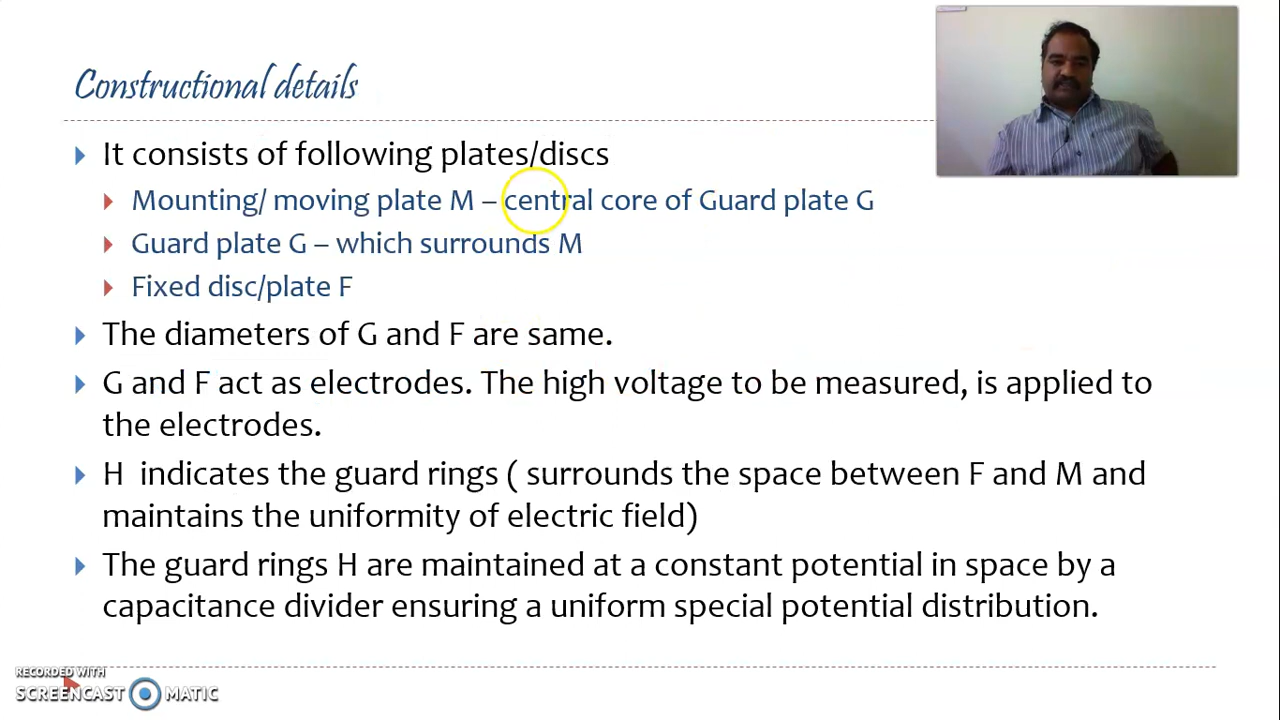 Constructional details
It consists of following plates/discs
Mounting/ moving plate M – central core of Guard plate G
Guard plate G – which surrounds M
Fixed disc/plate F
The diameters of G and F are same.
G and F act as electrodes. The high voltage to be measured, is applied to
the electrodes.
H indicates the guard rings ( surrounds the space between F and M and
maintains the uniformity of electric field)
The guard rings H are maintained at a constant potential in space by a
capacitance divider ensuring a uniform special potential distribution.
RECORDED WITH
SCREENCAST MATIC